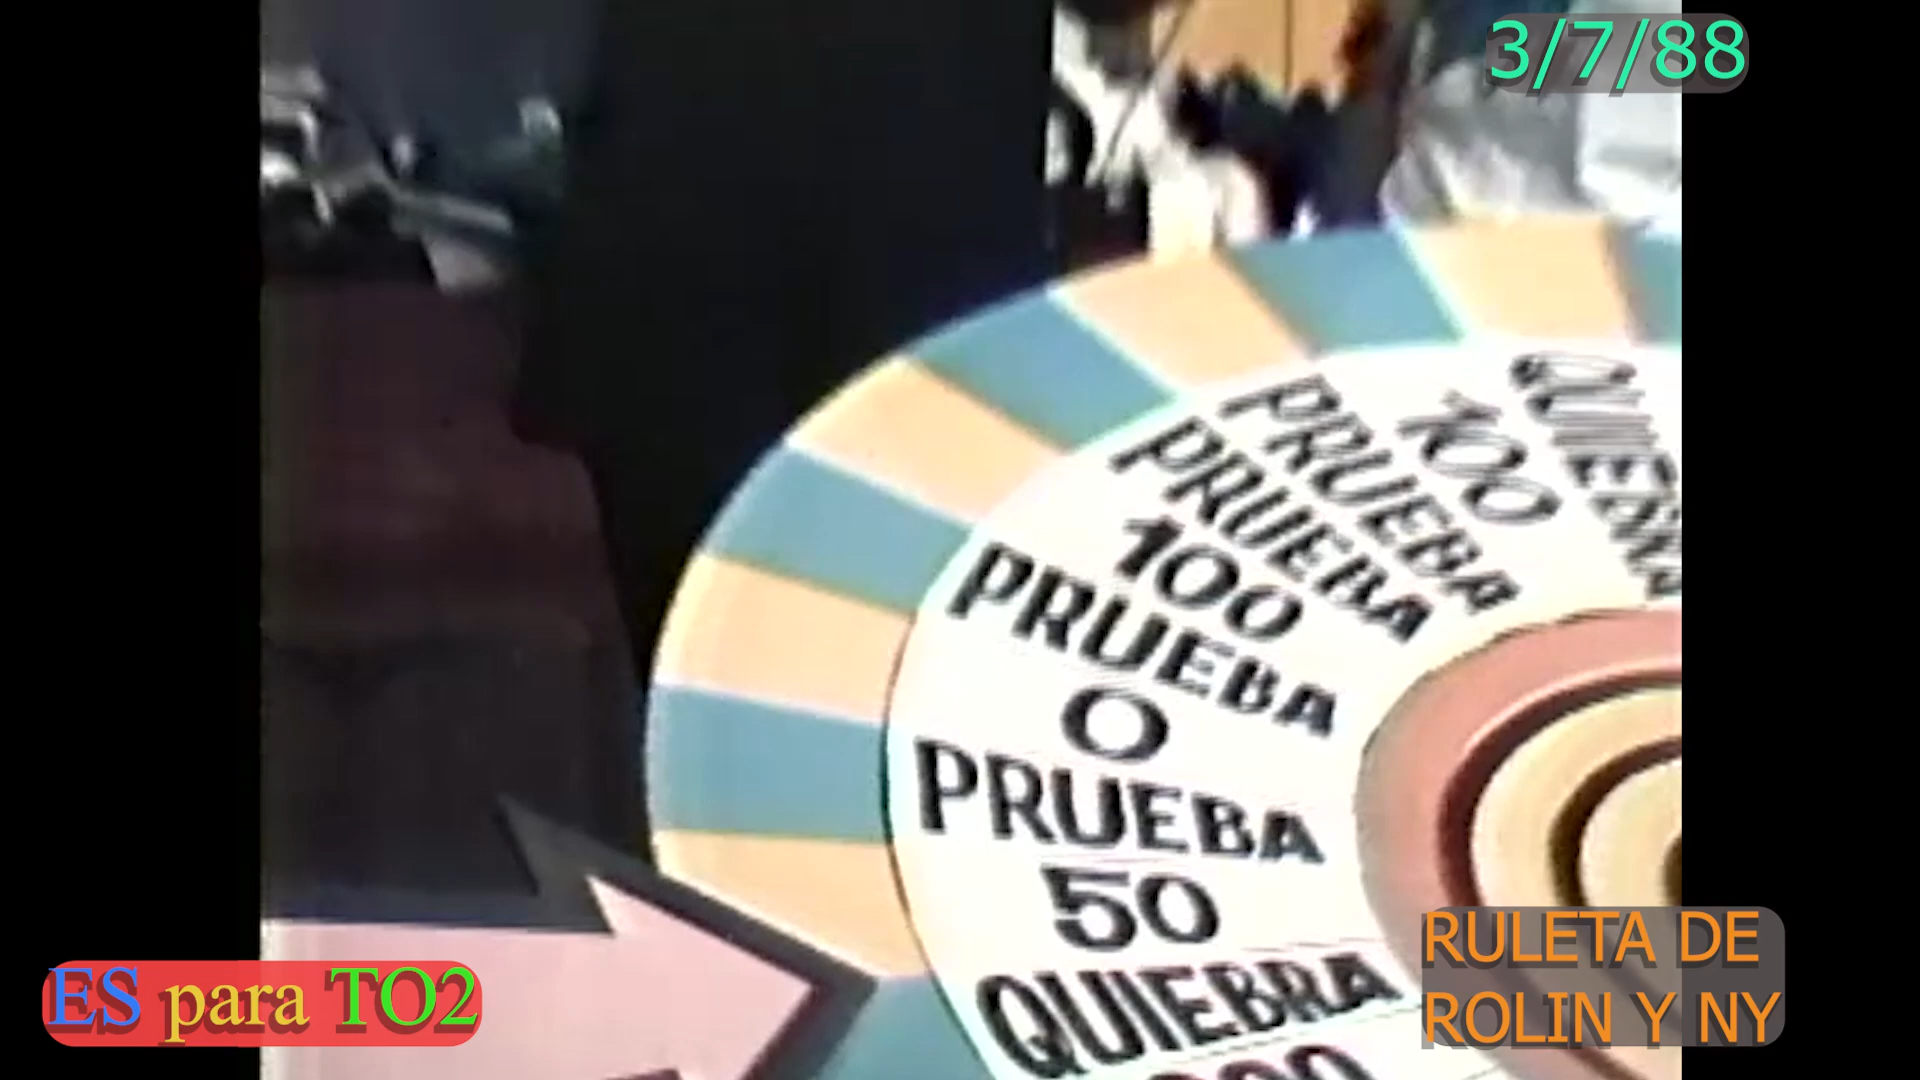 3/7/88
QUIEBRA
100
PRUEBA
PRUEBA
100
PRUEBA
0
PRUEBA
50
QUIEBRA
ES para TO2
RULETA DE
ROLIN Y NY